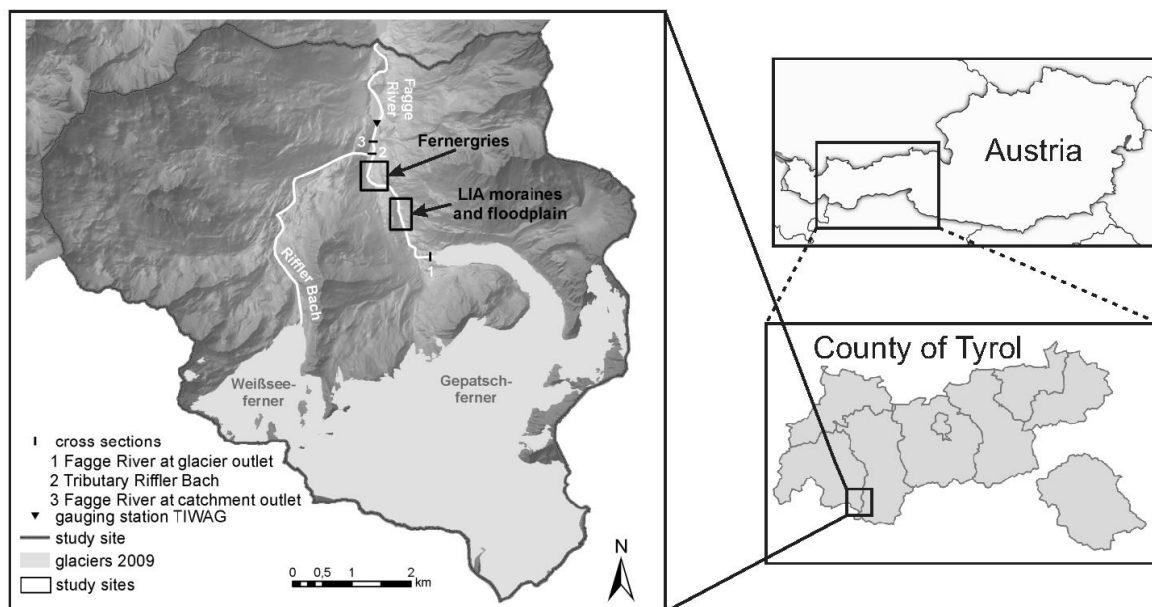 Fagge
River
3
2
Fernergries
LIA moraines
and floodplain
1
Riffler Bach
Weißsee-
ferner
Gepatsch-
ferner
cross sections
1 Fagge River at glacier outlet
2 Tributary Riffler Bach
3 Fagge River at catchment outlet
gauging station TIWAG
study site
glaciers 2009
study sites
0 0,5 1 2
km
N
Austria
County of Tyrol